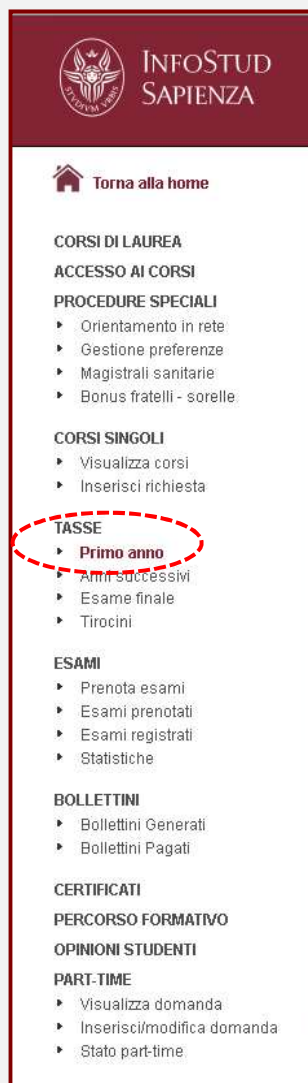 STVDIVM VRBIS
INFOSTUD
SAPIENZA
Torna alla home
CORSI DI LAUREA
ACCESSO AI CORSI
PROCEDURE SPECIALI
Orientamento in rete
Gestione preferenze
Magistrali sanitarie
Bonus fratelli - sorelle
CORSI SINGOLI
Visualizza corsi
Inserisci richiesta
TASSE
Primo anno
Anni successivi
Esame finale
Tirocini
ESAMI
Prenota esami
Esami prenotati
Esami registrati
Statistiche
BOLLETTINI
Bollettini Generati
Bollettini Pagati
CERTIFICATI
PERCORSO FORMATIVO
OPINIONI STUDENTI
PART-TIME
Visualizza domanda
Inserisci/modifica domanda
Stato part-time